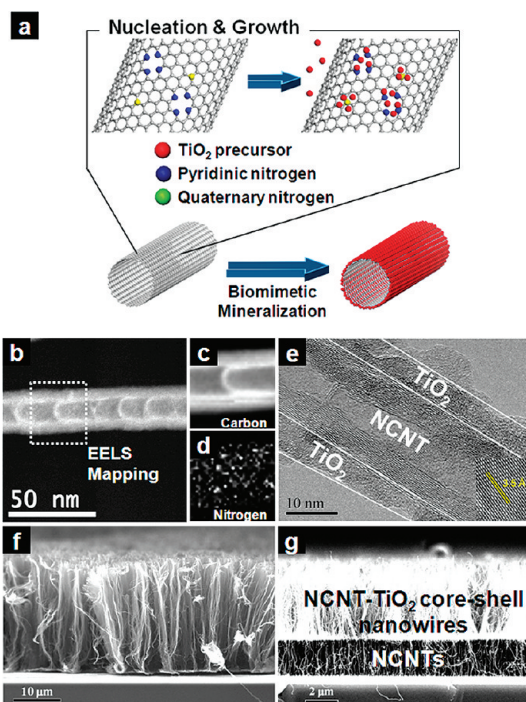 a
Nucleation & Growth
TiO₂ precursor
Pyridinic nitrogen
Quaternary nitrogen
Biomimetic
Mineralization
b
EELS
Mapping
50 nm
c
Carbon
d
Nitrogen
e
TiO₂
NCNT
TiO₂
10 nm
f
10 μm
g
NCNT-TiO₂ core-shell
nanowires
NCNTs
2 μm